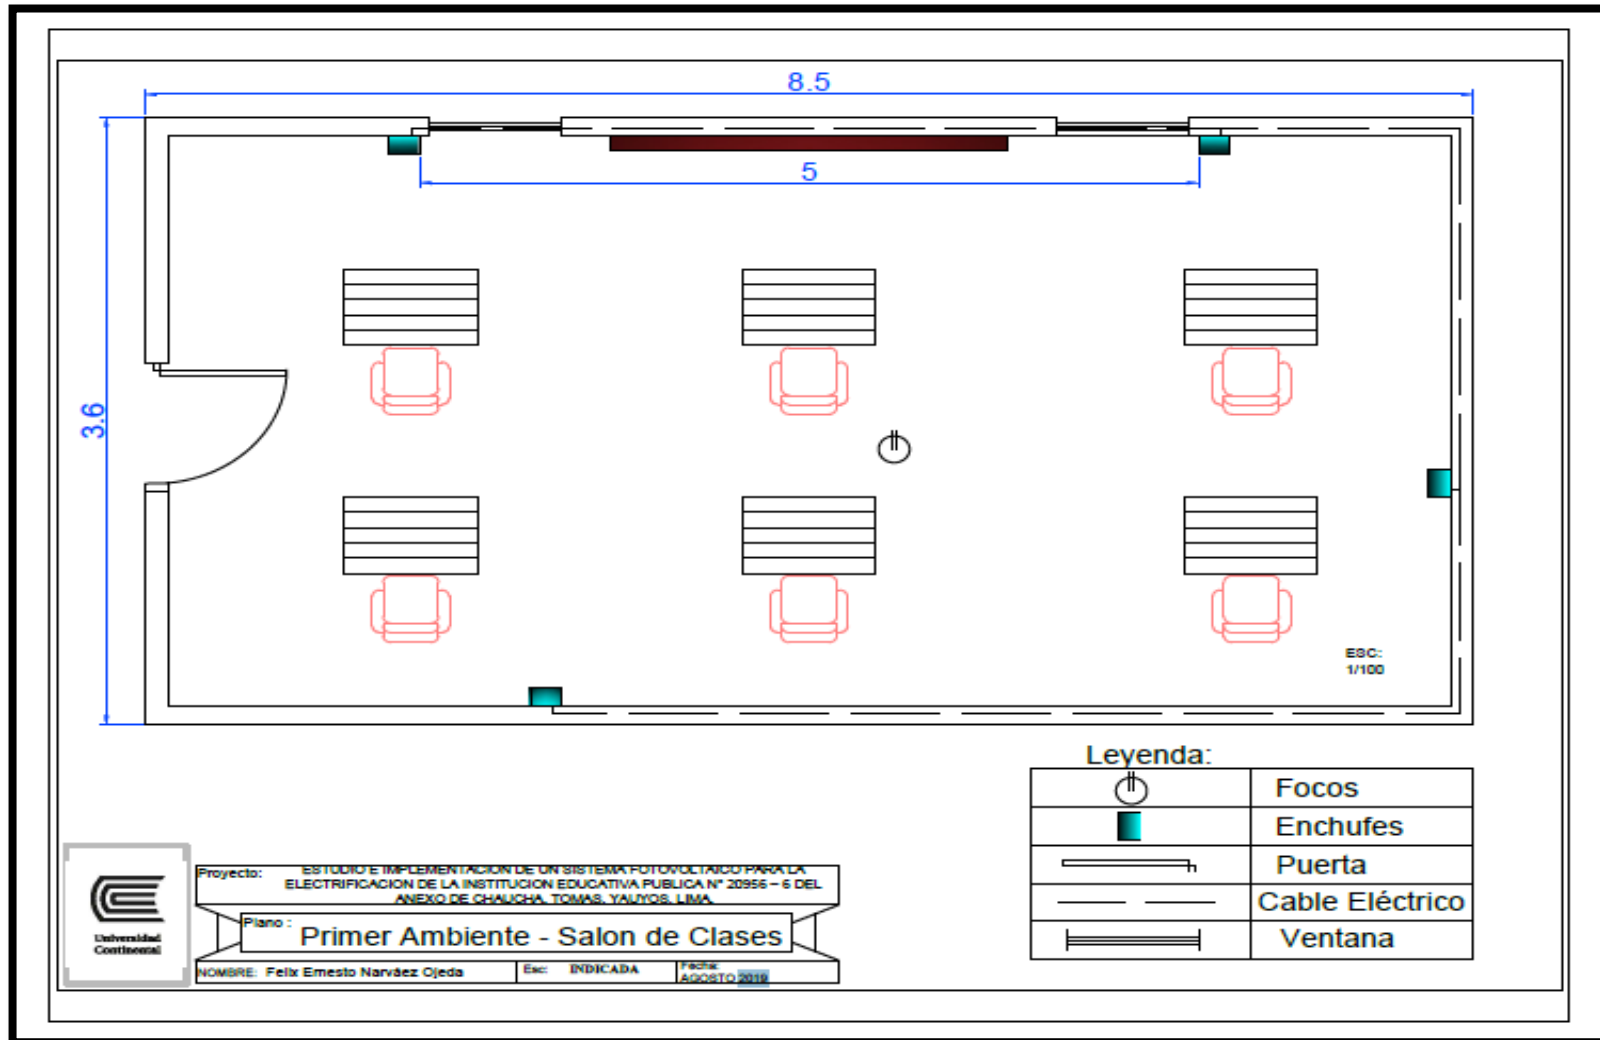 8.5
5
3.6
ESC:
1/100
Leyenda:
Focos
Enchufes
Puerta
Cable Eléctrico
Ventana
Universidad
Continental
Proyecto: ESTUDIO E IMPLEMENTACION DE UN SISTEMA FOTOVOLTAICO PARA LA
ELECTRIFICACION DE LA INSTITUCION EDUCATIVA PUBLICA N° 20956 – 6 DEL
ANEXO DE CHAUCHA, TOMAS, YAUYOS, LIMA.
Plano :
Primer Ambiente - Salon de Clases
NOMBRE: Felix Ernesto Narváez Ojeda
Esc: INDICADA
Fecha:
AGOSTO 2019